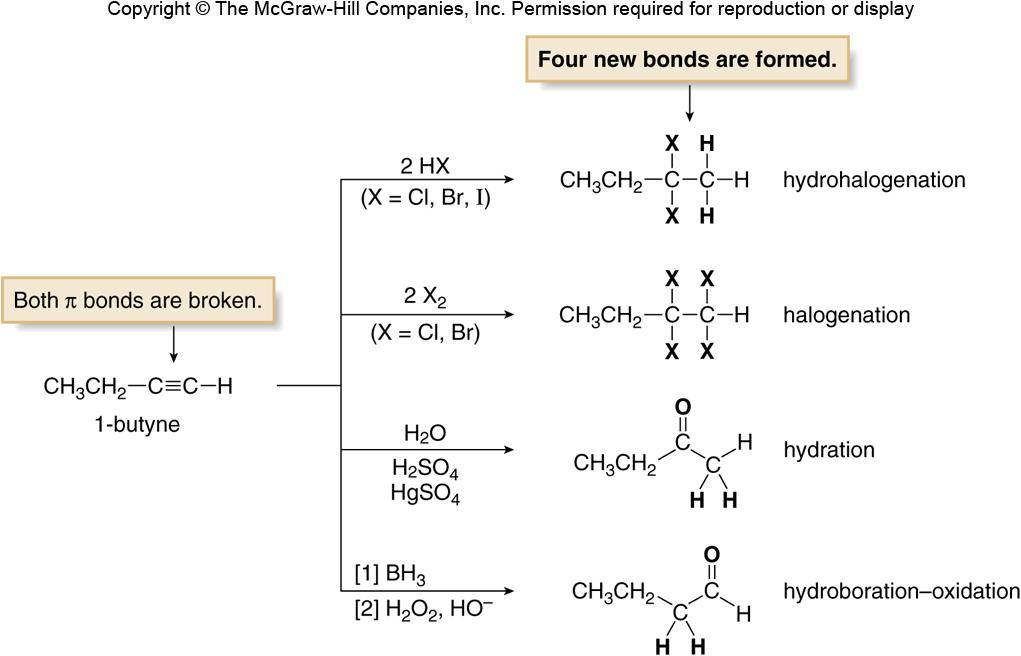 Copyright © The McGraw-Hill Companies, Inc. Permission required for reproduction or display
Four new bonds are formed.
2 HX
(X = Cl, Br, I)
X H
CH₃CH₂—C—C—H
X H
hydrohalogenation
Both π bonds are broken.
2 X₂
(X = Cl, Br)
X X
CH₃CH₂—C—C—H
X X
halogenation
CH₃CH₂—C≡C—H
1-butyne
H₂O
H₂SO₄
HgSO₄
O
C H
CH₃CH₂ C
H H
hydration
[1] BH₃
[2] H₂O₂, HO⁻
O
CH₃CH₂ C
C H
H H
hydroboration–oxidation